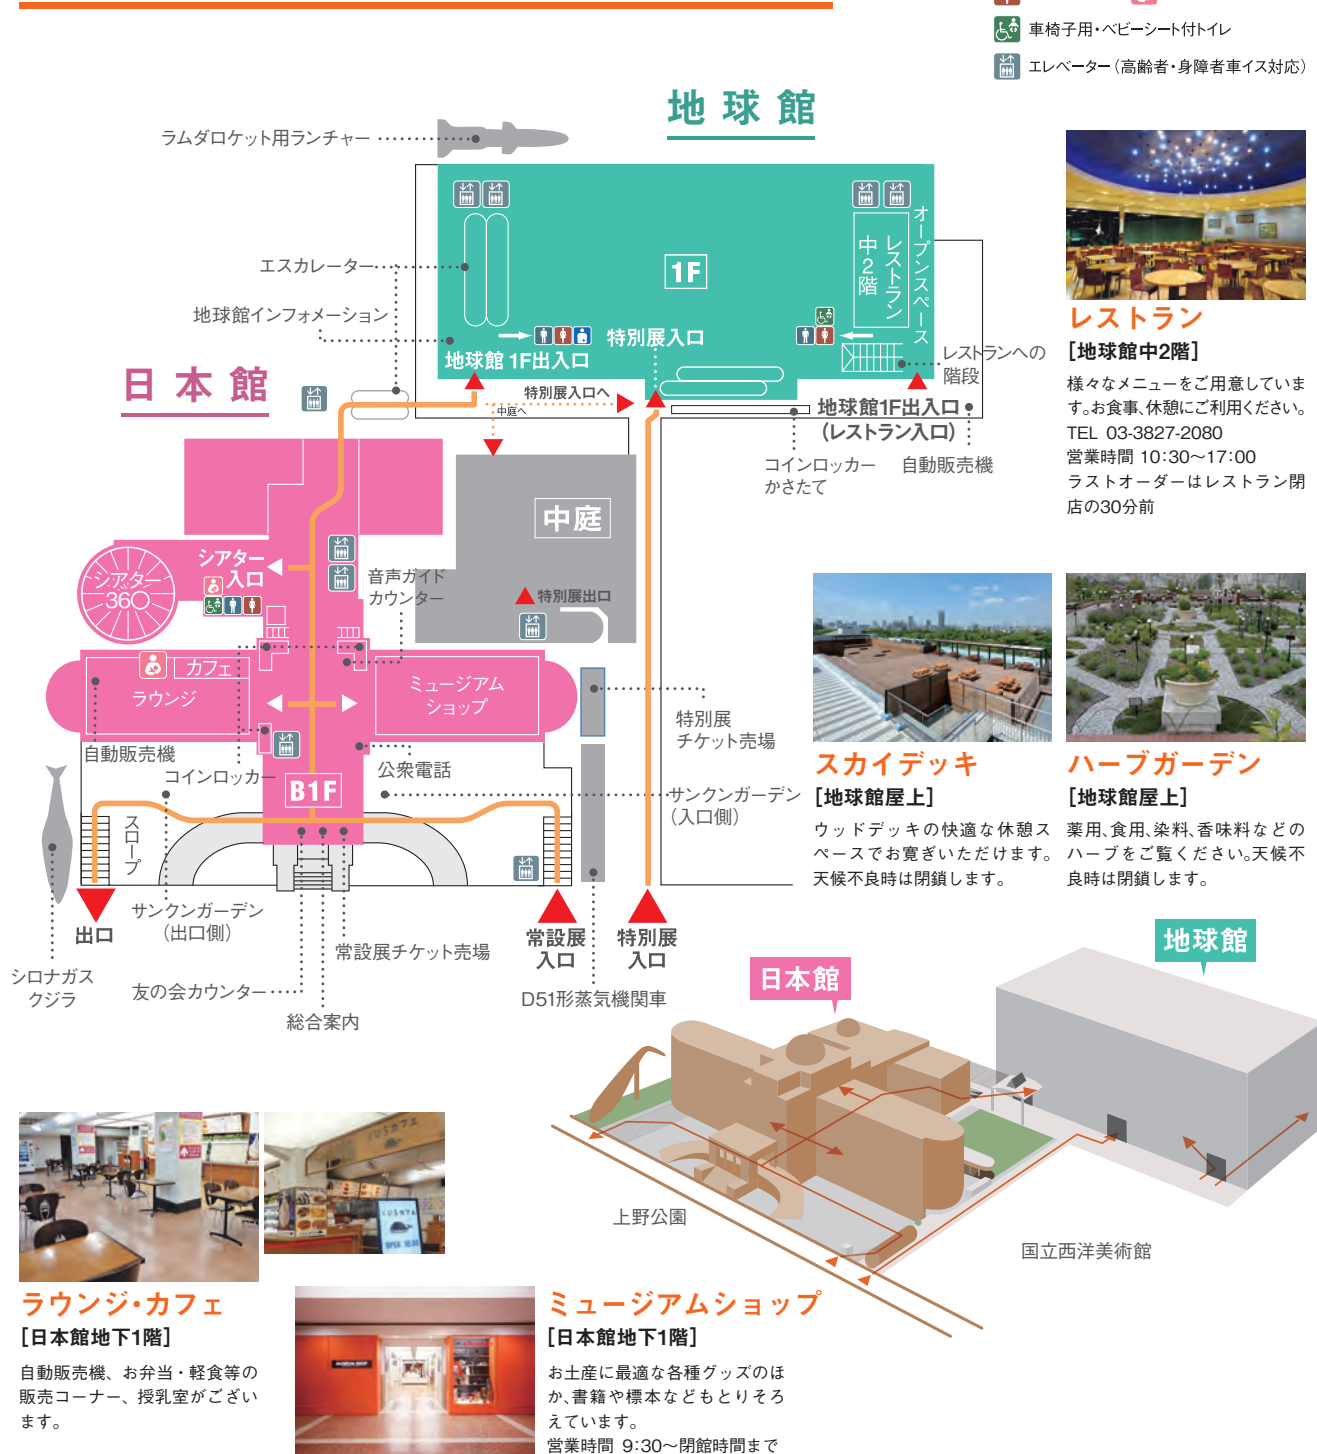 車椅子用・ベビーシート付トイレ
エレベーター(高齢者・身障者車イス対応)
地球館
ラムダロケット用ランチャー
エスカレーター
地球館インフォメーション
1F
中2階
レストラン
オープンスペース
特別展入口
地球館 1F出入口
レストランへの
階段
日本館
特別展入口へ
中庭へ
地球館1F出入口
(レストラン入口)
コインロッカー
かさたて
自動販売機
中庭
シアター
入口
シアター
360
音声ガイド
カウンター
特別展出口
カフェ
ラウンジ
ミュージアム
ショップ
特別展
チケット売場
自動販売機
コインロッカー
公衆電話
B1F
サンクンガーデン
(入口側)
スロープ
出口
サンクンガーデン
(出口側)
常設展チケット売場
常設展
入口
特別展
入口
シロナガス
クジラ
友の会カウンター
総合案内
D51形蒸気機関車
レストラン
[地球館中2階]
様々なメニューをご用意していま
す。お食事、休憩にご利用ください。
TEL 03-3827-2080
営業時間 10:30〜17:00
ラストオーダーはレストラン閉
店の30分前
スカイデッキ
[地球館屋上]
ウッドデッキの快適な休憩ス
ペースでお寛ぎいただけます。
天候不良時は閉鎖します。
ハーブガーデン
[地球館屋上]
薬用、食用、染料、香味料などの
ハーブをご覧ください。天候不
良時は閉鎖します。
地球館
日本館
上野公園
国立西洋美術館
くじらカフェ
くじらカフェ
OPEN 10:30
ラウンジ・カフェ
[日本館地下1階]
自動販売機、お弁当・軽食等の
販売コーナー、授乳室がござい
ます。
MUSEUM SHOP
ミュージアムショップ
[日本館地下1階]
お土産に最適な各種グッズのほ
か、書籍や標本などもとりそろ
えています。
営業時間 9:30〜閉館時間まで